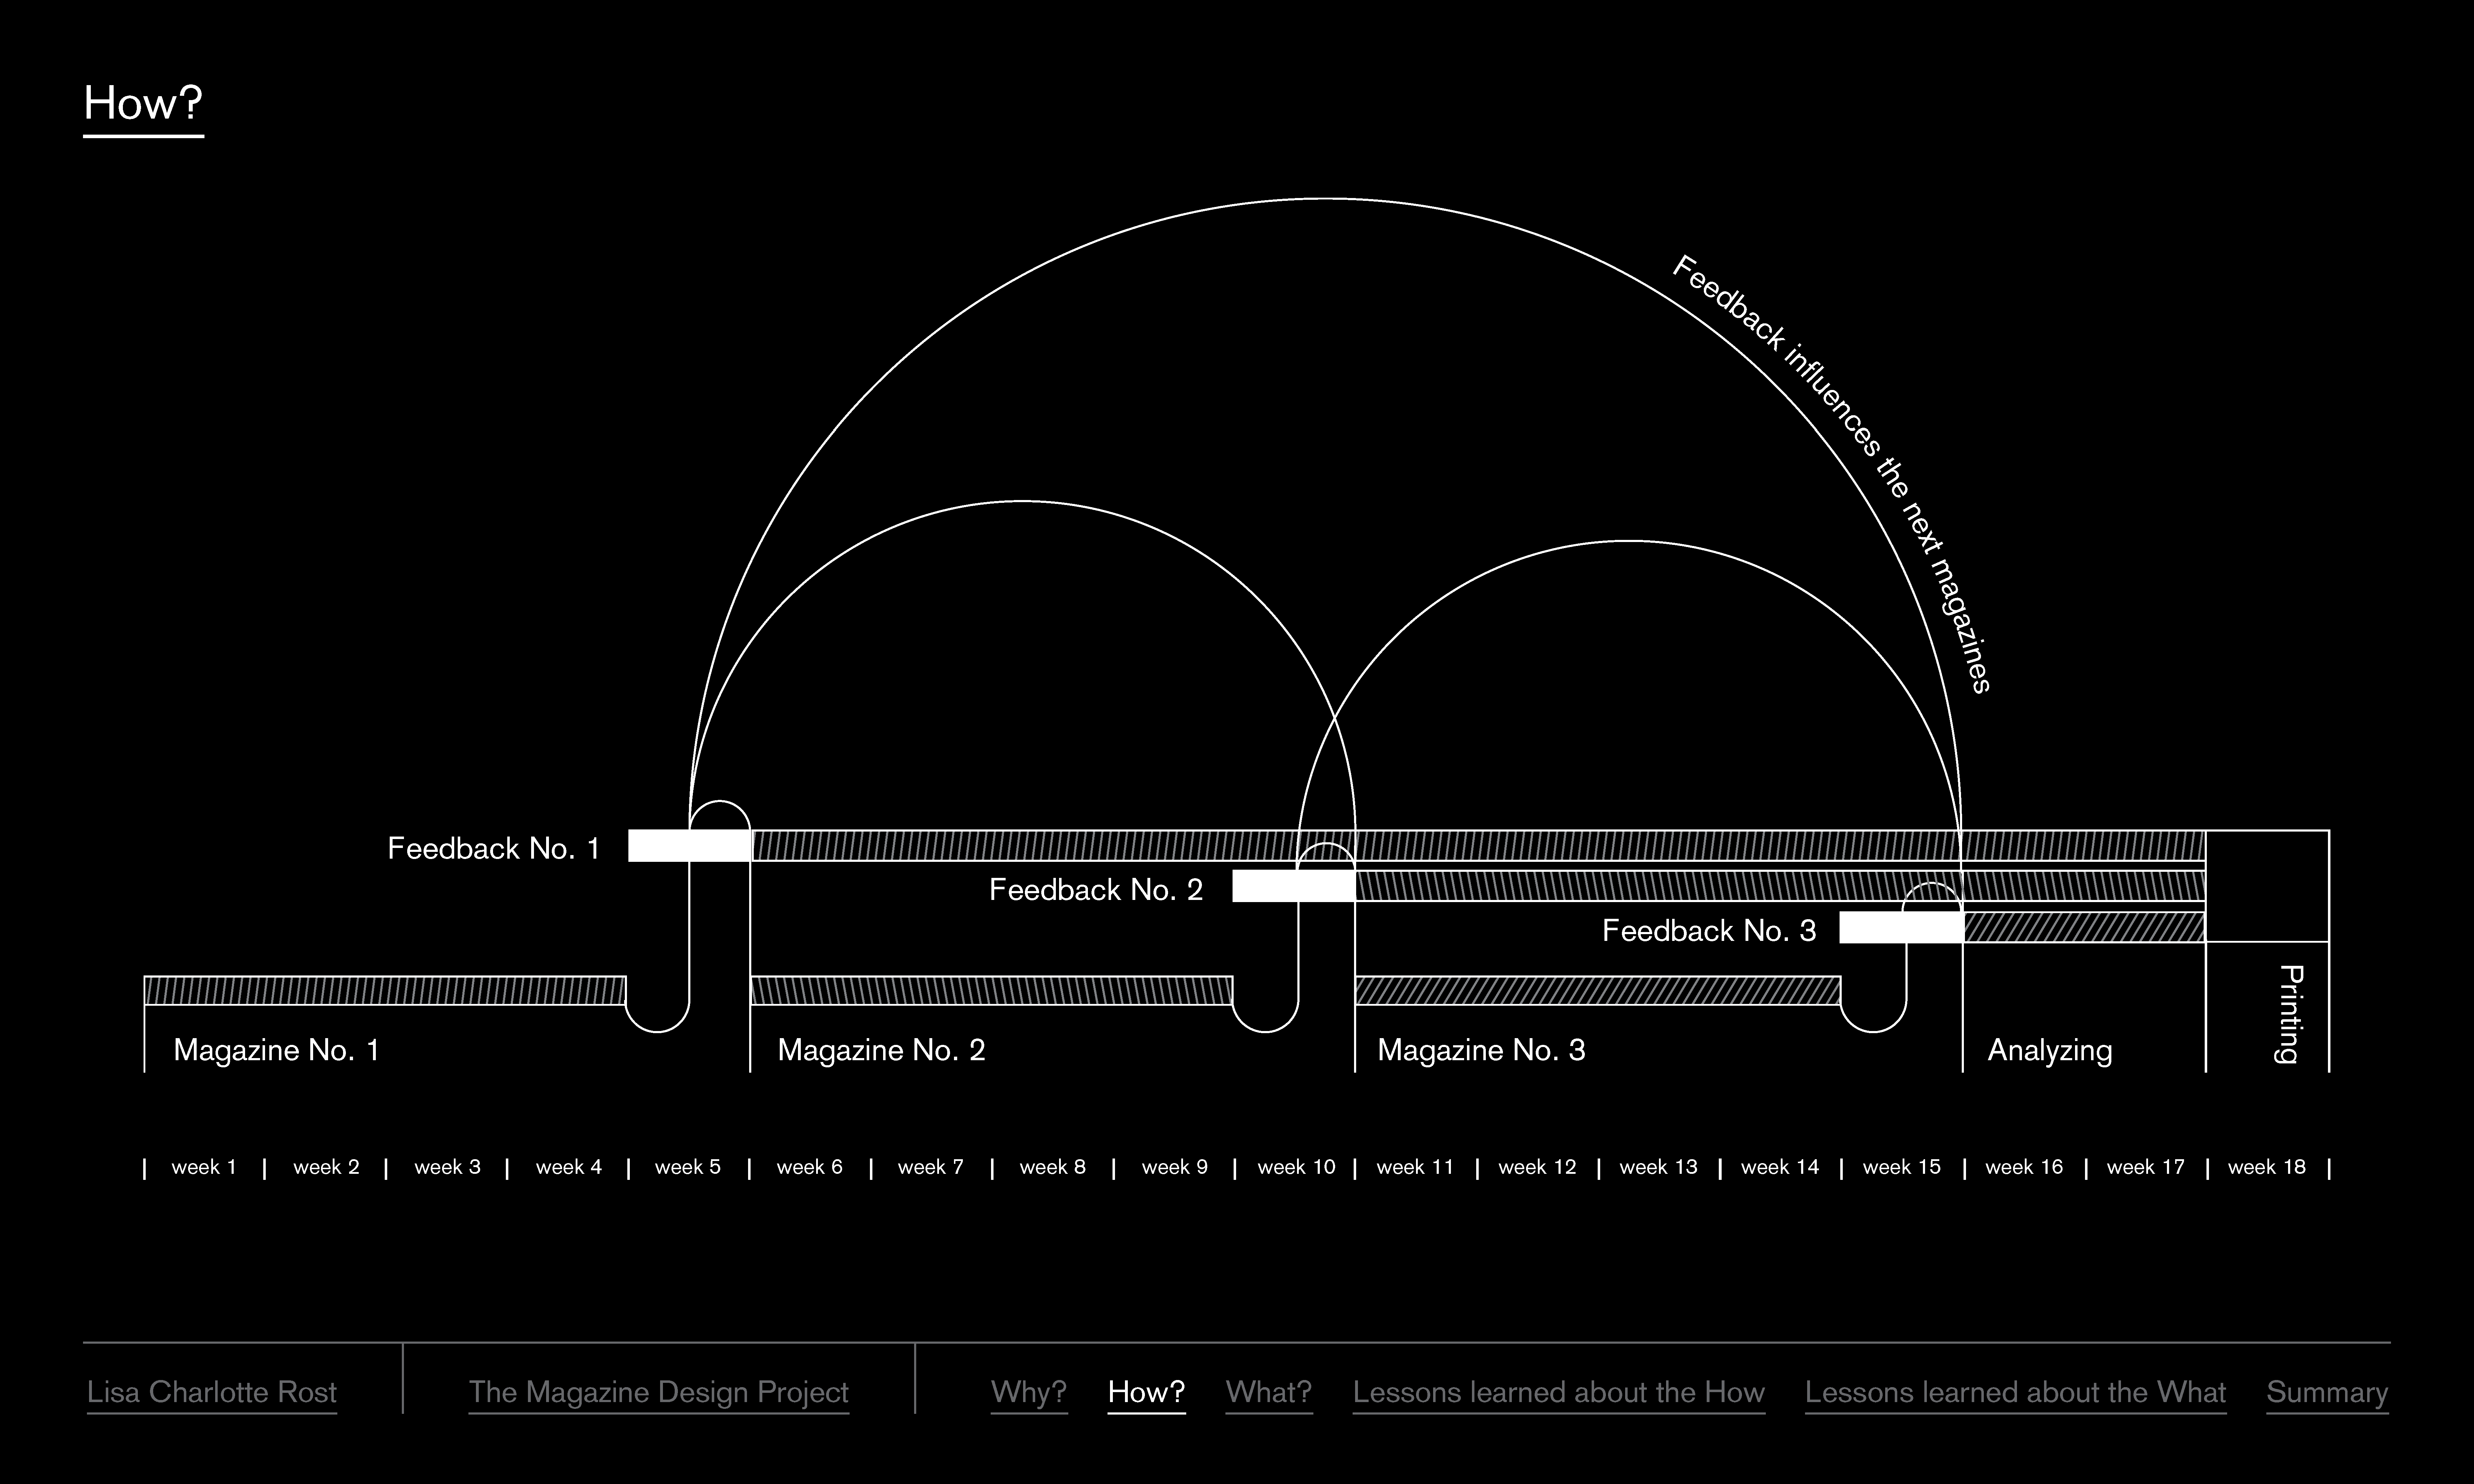 How?
Feedback influences the next magazines
Feedback No. 1
Feedback No. 2
Feedback No. 3
Magazine No. 1
Magazine No. 2
Magazine No. 3
Analyzing
Printing
week 1 week 2 week 3 week 4 week 5 week 6 week 7 week 8 week 9 week 10 week 11 week 12 week 13 week 14 week 15 week 16 week 17 week 18
Lisa Charlotte Rost The Magazine Design Project Why? How? What? Lessons learned about the How Lessons learned about the What Summary